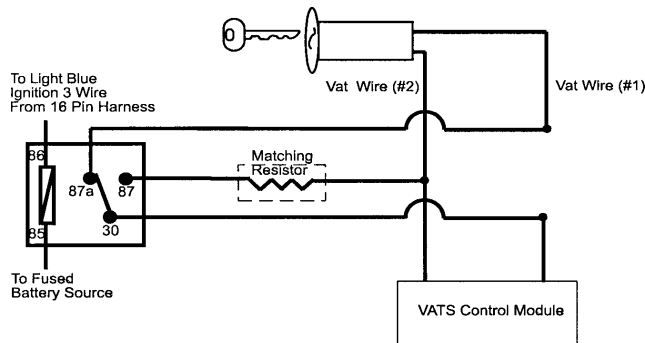 To Light Blue
Ignition 3 Wire
From 16 Pin Harness
Vat Wire (#2)
Vat Wire (#1)
86
87a
87
Matching
Resistor
85
30
To Fused
Battery Source
VATS Control Module